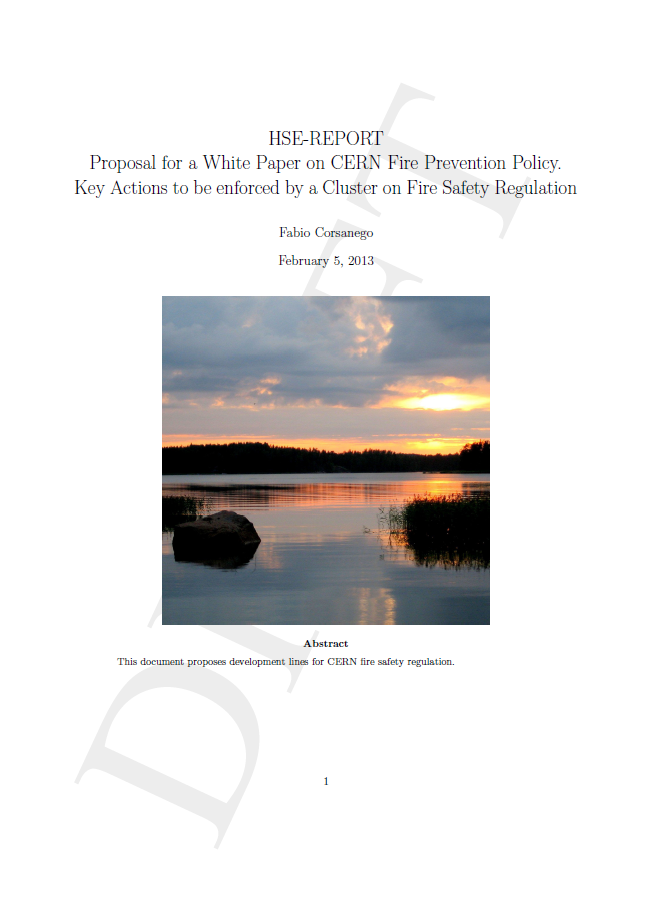 HSE-REPORT
Proposal for a White Paper on CERN Fire Prevention Policy.
Key Actions to be enforced by a Cluster on Fire Safety Regulation
Fabio Corsanego
February 5, 2013
Abstract
This document proposes development lines for CERN fire safety regulation.
1
DRAFT